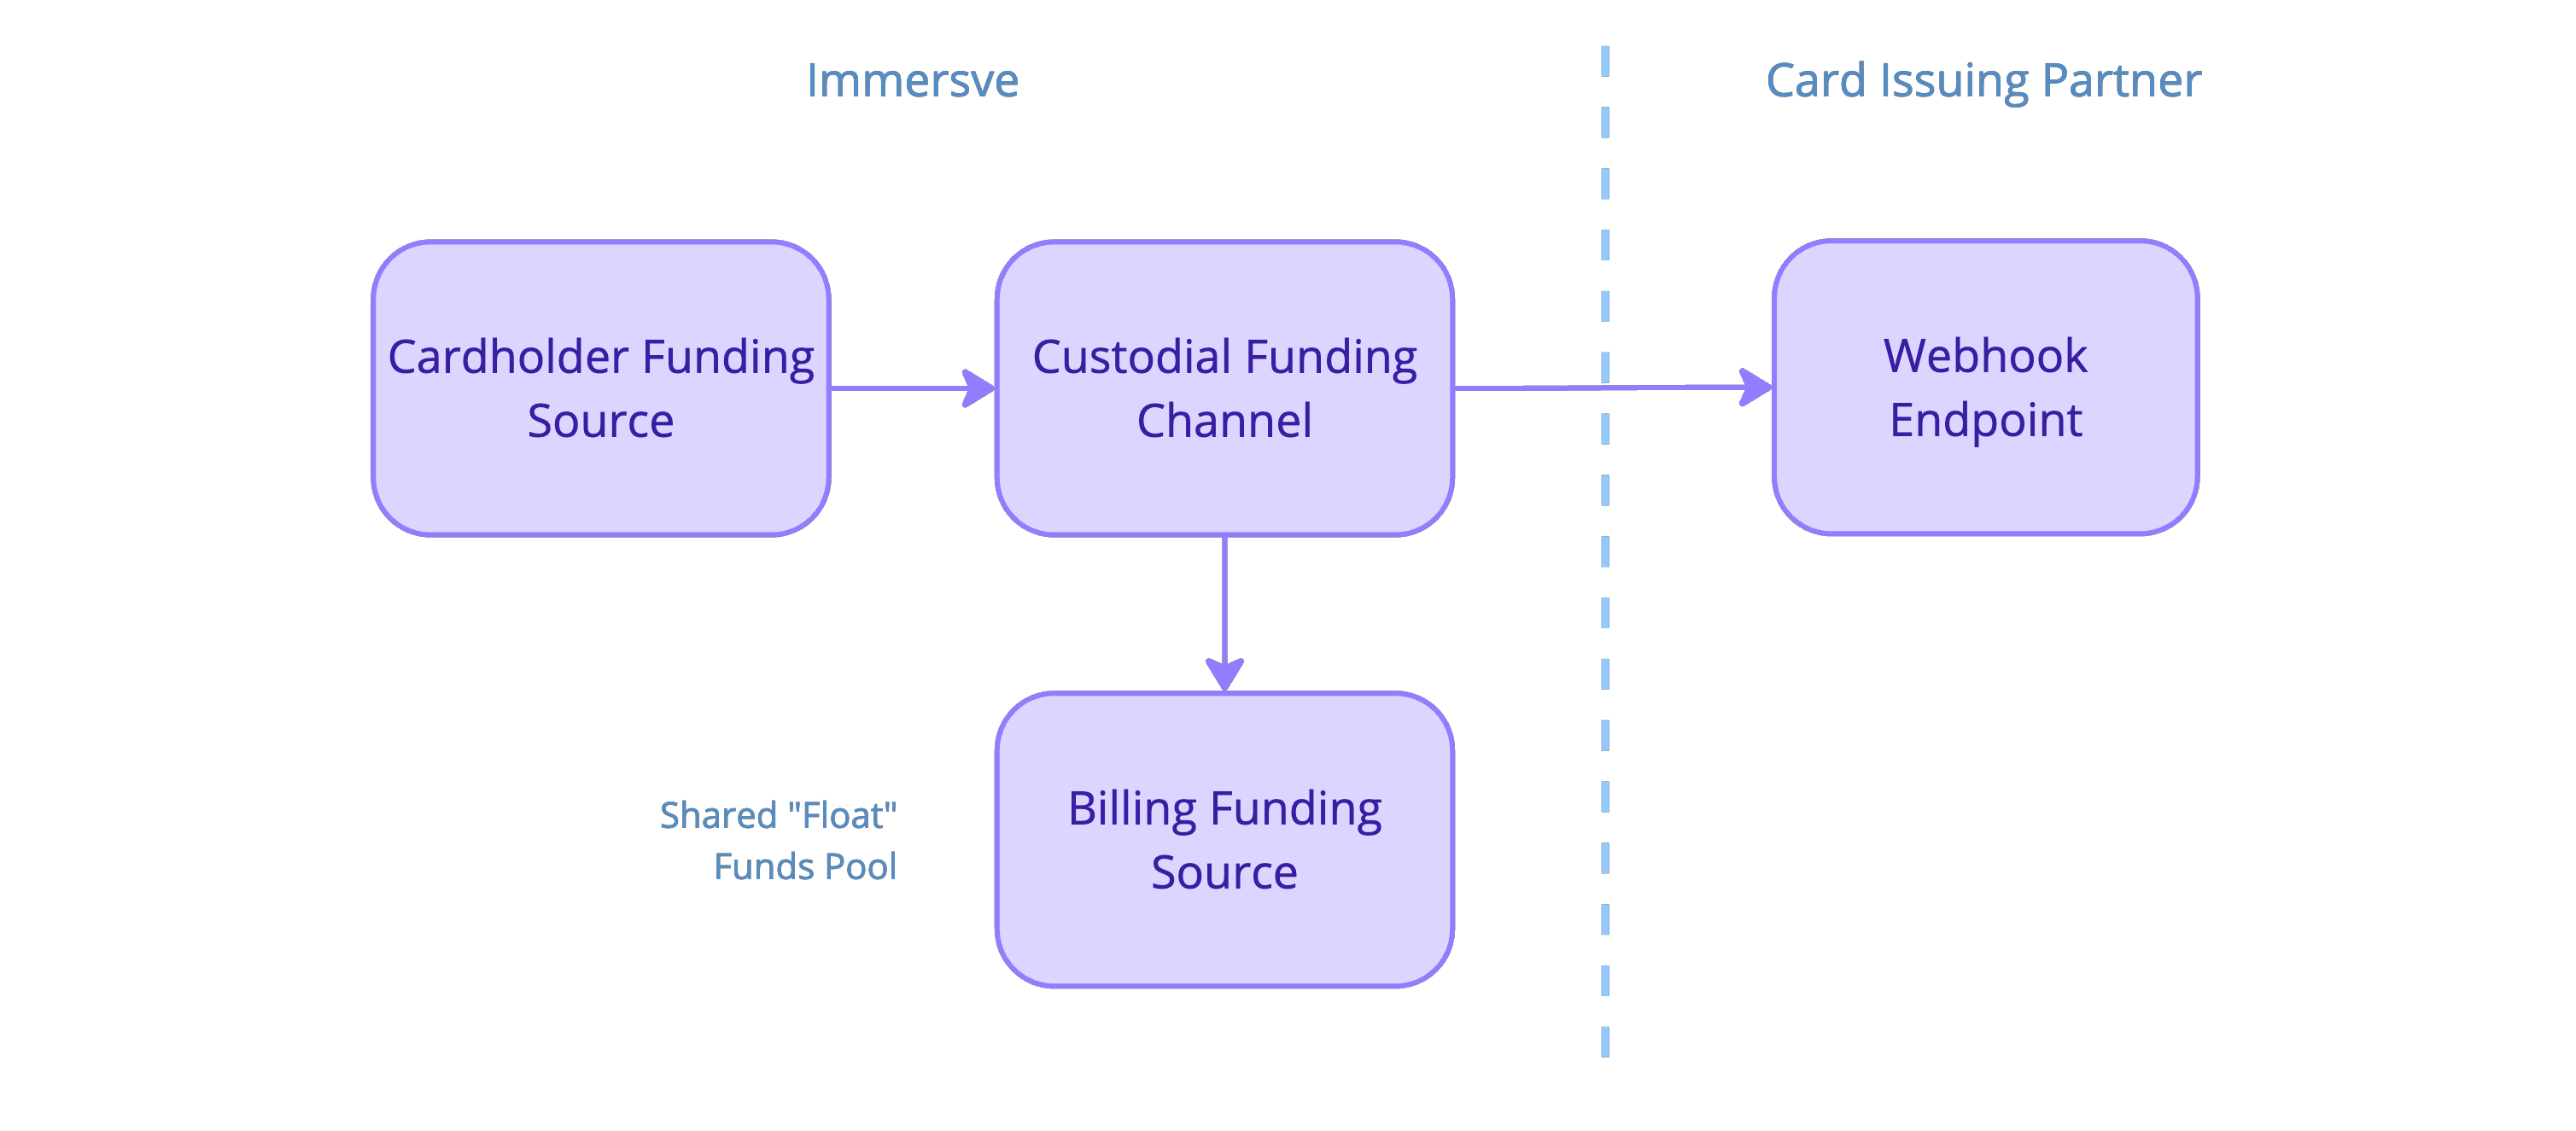 Immersve
Card Issuing Partner
Cardholder Funding
Source
Custodial Funding
Channel
Webhook
Endpoint
Shared "Float"
Funds Pool
Billing Funding
Source